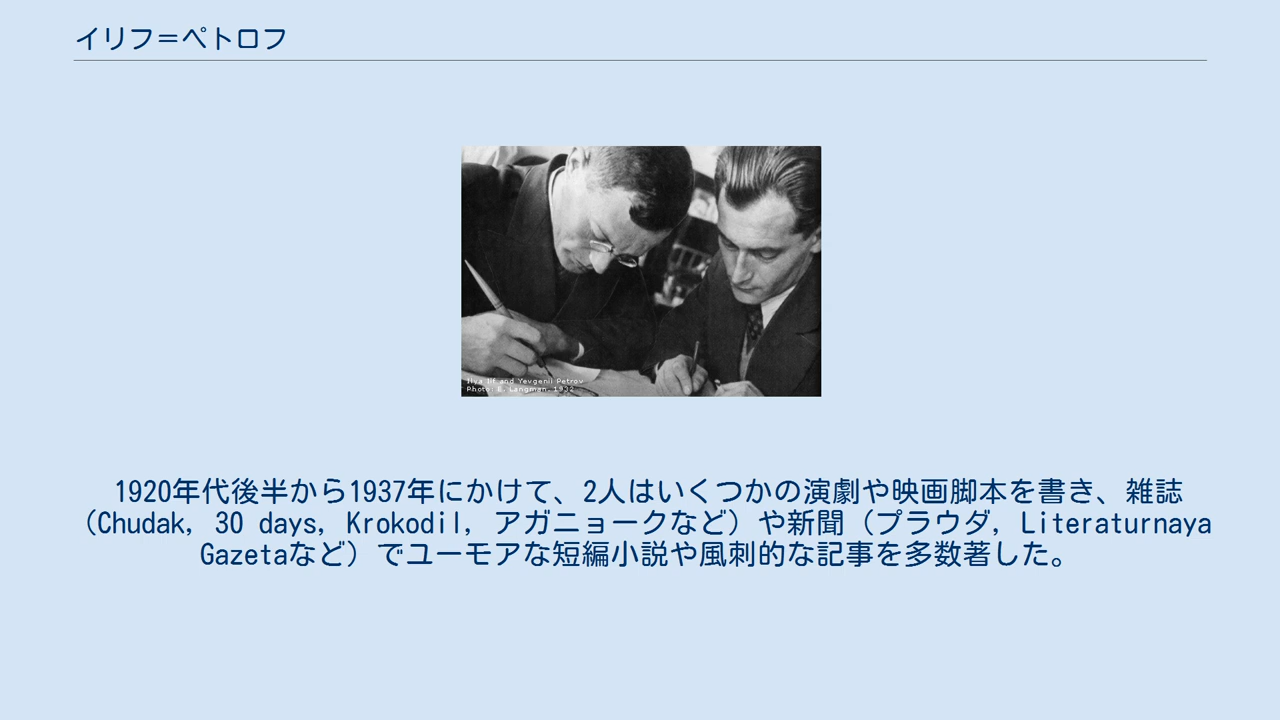 イリフ＝ペトロフ
Ilya Ilf and Yevgenii Petrov
Photo: E. Langman. 1932
1920年代後半から1937年にかけて、2人はいくつかの演劇や映画脚本を書き、雑誌
（Chudak, 30 days, Krokodil, アガニョークなど）や新聞（プラウダ, Literaturnaya
Gazetaなど）でユーモアな短編小説や風刺的な記事を多数著した。